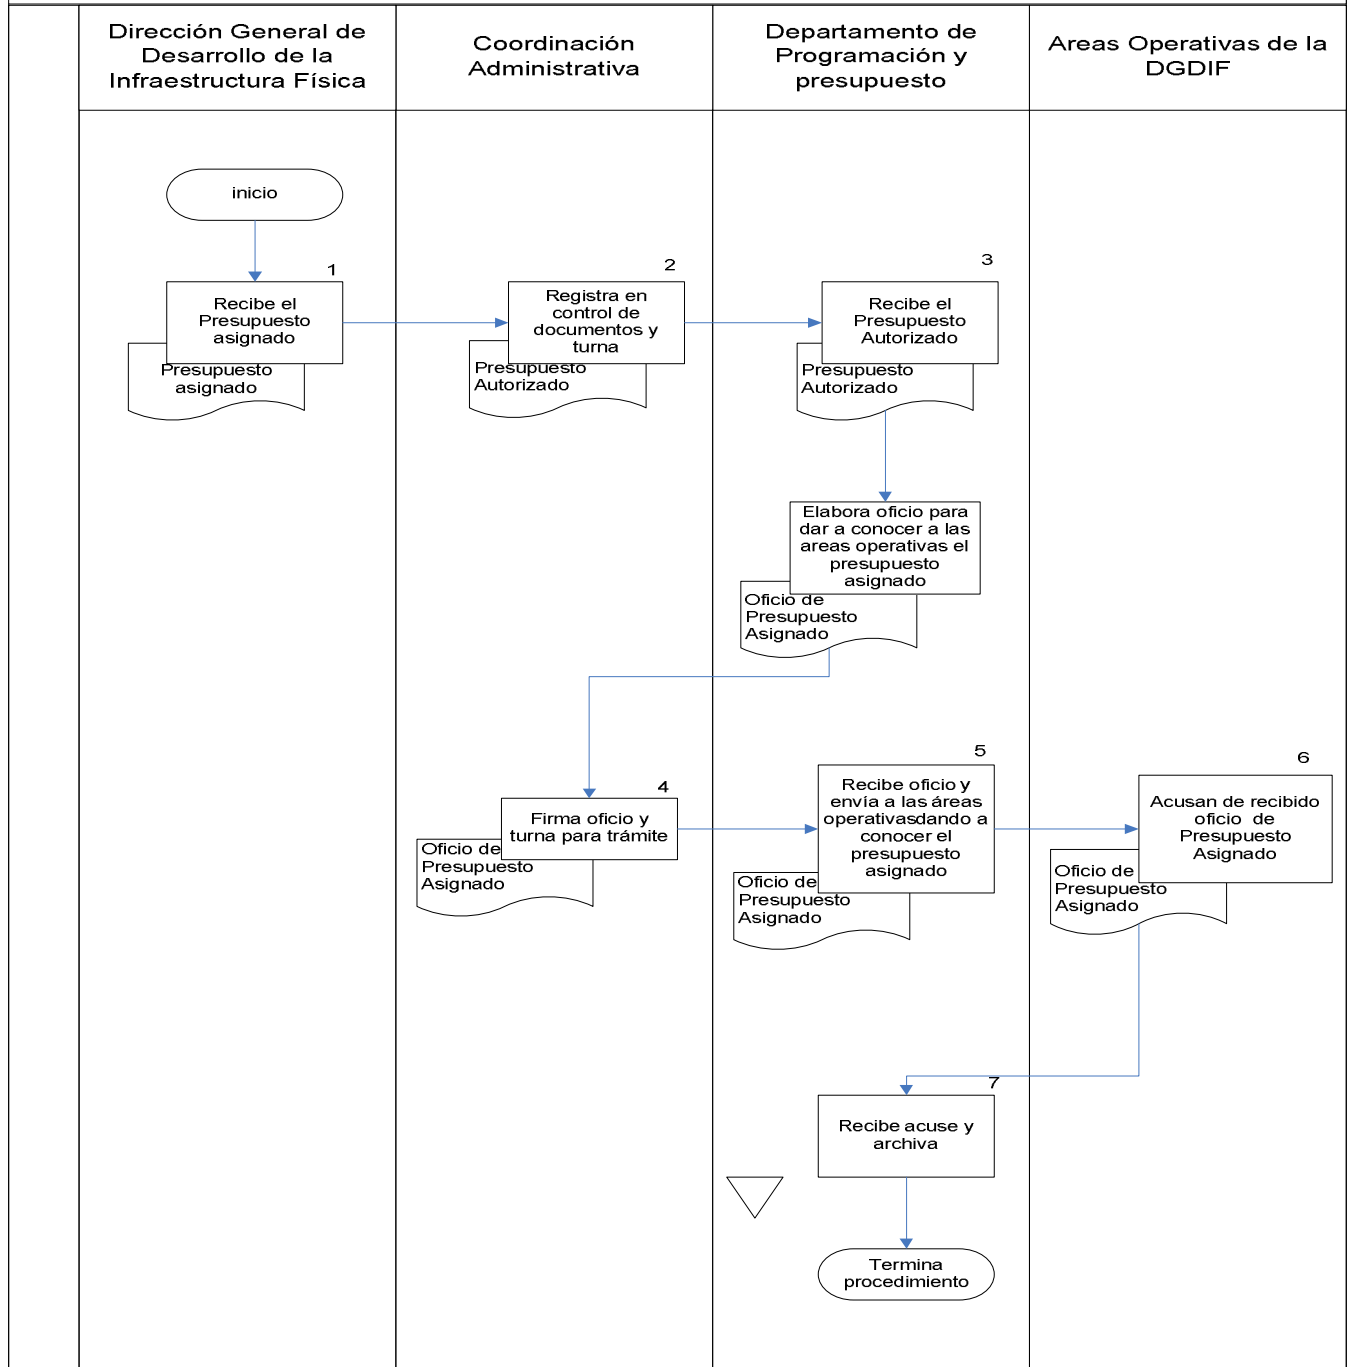 Dirección General de
Desarrollo de la
Infraestructura Física
Coordinación
Administrativa
Departamento de
Programación y
presupuesto
Areas Operativas de la
DGDIF
inicio
1
Recibe el
Presupuesto
asignado
Presupuesto
asignado
2
Registra en
control de
documentos y
turna
Presupuesto
Autorizado
3
Recibe el
Presupuesto
Autorizado
Presupuesto
Autorizado
Elabora oficio para
dar a conocer a las
areas operativas el
presupuesto
asignado
Oficio de
Presupuesto
Asignado
4
Firma oficio y
turna para trámite
Oficio de
Presupuesto
Asignado
5
Recibe oficio y
envía a las áreas
operativasdando a
conocer el
presupuesto
asignado
Oficio de
Presupuesto
Asignado
6
Acusan de recibido
oficio de
Presupuesto
Asignado
Oficio de
Presupuesto
Asignado
7
Recibe acuse y
archiva
Termina
procedimiento